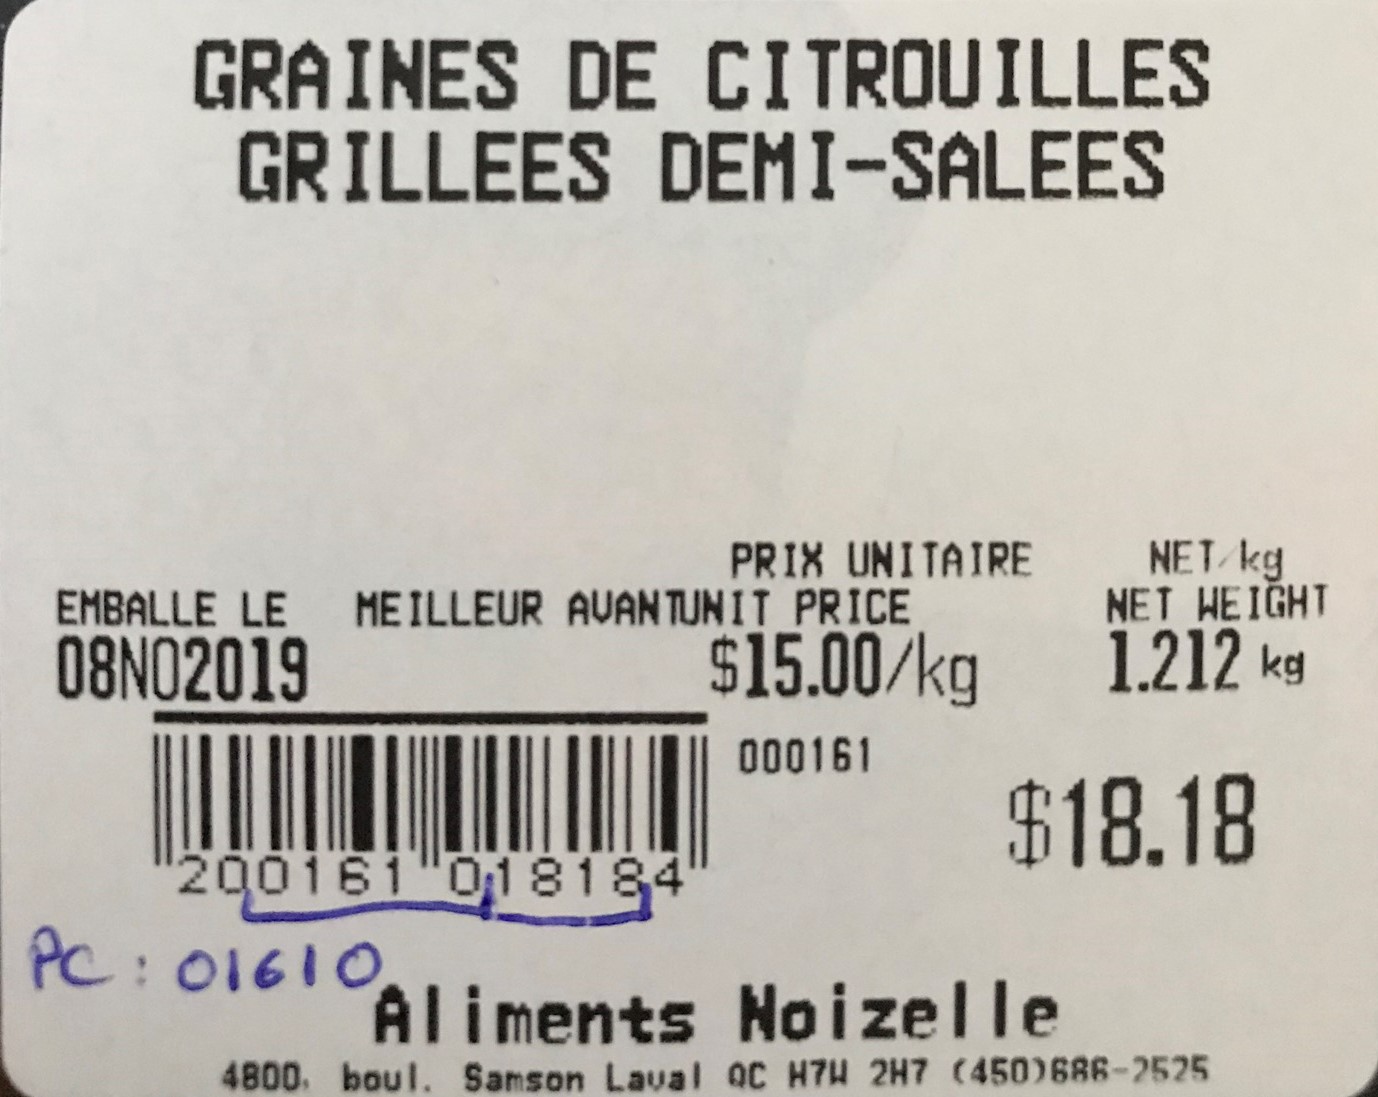 GRAINES DE CITROUILLES
GRILLEES DEMI-SALEES
PRIX UNITAIRE NET/kg
EMBALLE LE MEILLEUR AVANTUNIT PRICE NET WEIGHT
08NO2019 $15.00/kg 1.212 kg
000161
$18.18
200161 018184
PC : 01610
Aliments Noizelle
4800, boul. Samson Laval QC H7W 2H7 (450)686-2525